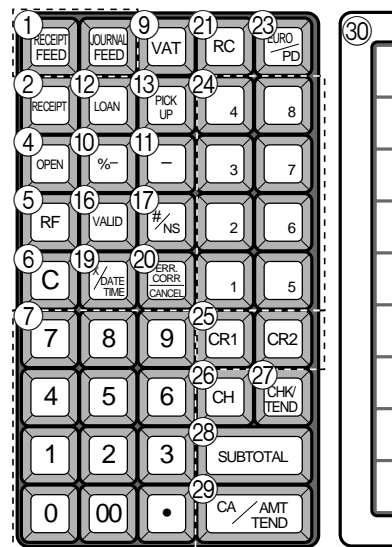 1 9 21 23 30
RECEIPT FEED JOURNAL FEED VAT RC EURO/PD
2 12 13 24
RECEIPT LOAN PICK UP 4 8
4 10 11
OPEN %− − 3 7
5 16 17
RF VALID #/NS 2 6
6 19 20
C X/DATE TIME ERR. CORR CANCEL 1 5
7 25
7 8 9 CR1 CR2
26 27
4 5 6 CH CHK/TEND
28
1 2 3 SUBTOTAL
29
0 00 • CA/AMT TEND